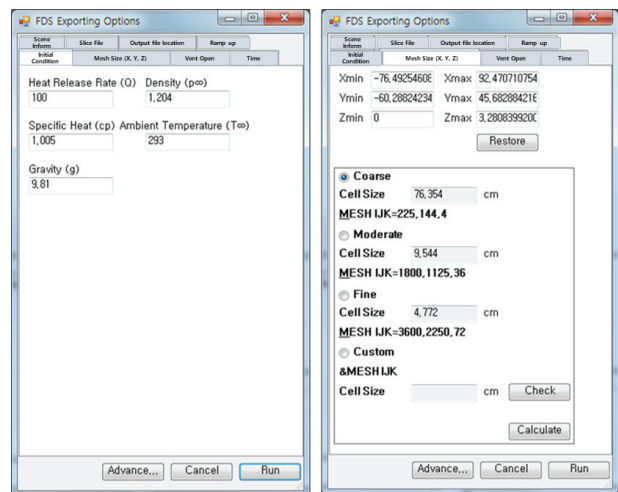 FDS Exporting Options
Scene Inform Slice File Output file location Ramp up
Initial Condition Mesh Size (X, Y, Z) Vent Open Time
Heat Release Rate (Q) Density (p∞)
100 1,204
Specific Heat (cp) Ambient Temperature (T∞)
1,005 293
Gravity (g)
9,81
Advance... Cancel Run
FDS Exporting Options
Scene Inform Slice File Output file location Ramp up
Initial Condition Mesh Size (X, Y, Z) Vent Open Time
Xmin -76,4925460 Xmax 92,470710754
Ymin -60,28824234 Ymax 45,68288421
Zmin 0 Zmax 3,280839920
Restore
Coarse
Cell Size 76,354 cm
MESH IJK=225,144,4
Moderate
Cell Size 9,544 cm
MESH IJK=1800,1125,36
Fine
Cell Size 4,772 cm
MESH IJK=3600,2250,72
Custom
&MESH IJK
Cell Size cm Check
Calculate
Advance... Cancel Run